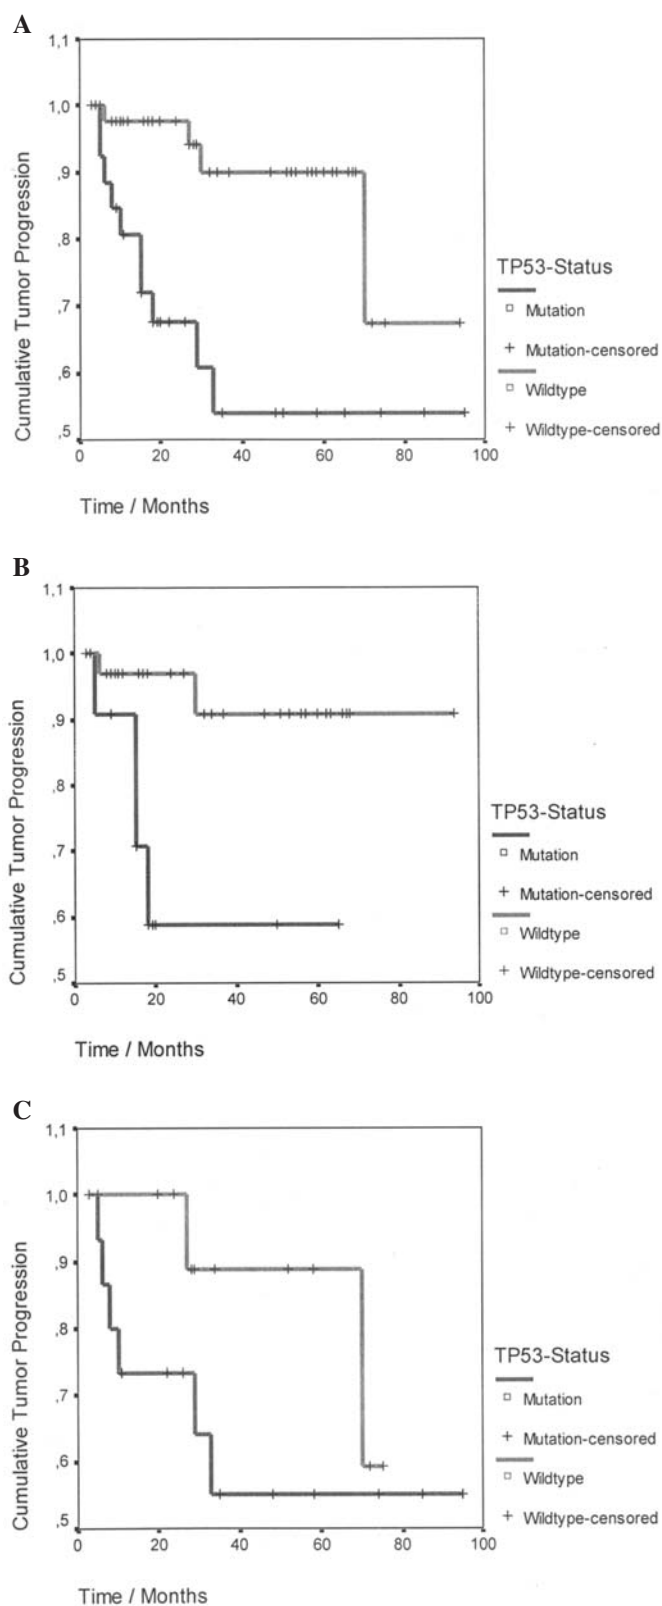 A
1,1
1,0
,9
,8
,7
,6
,5
0 20 40 60 80 100
Cumulative Tumor Progression
Time / Months
TP53-Status
Mutation
Mutation-censored
Wildtype
Wildtype-censored
B
1,1
1,0
,9
,8
,7
,6
,5
0 20 40 60 80 100
Cumulative Tumor Progression
Time / Months
TP53-Status
Mutation
Mutation-censored
Wildtype
Wildtype-censored
C
1,1
1,0
,9
,8
,7
,6
,5
0 20 40 60 80 100
Cumulative Tumor Progression
Time / Months
TP53-Status
Mutation
Mutation-censored
Wildtype
Wildtype-censored